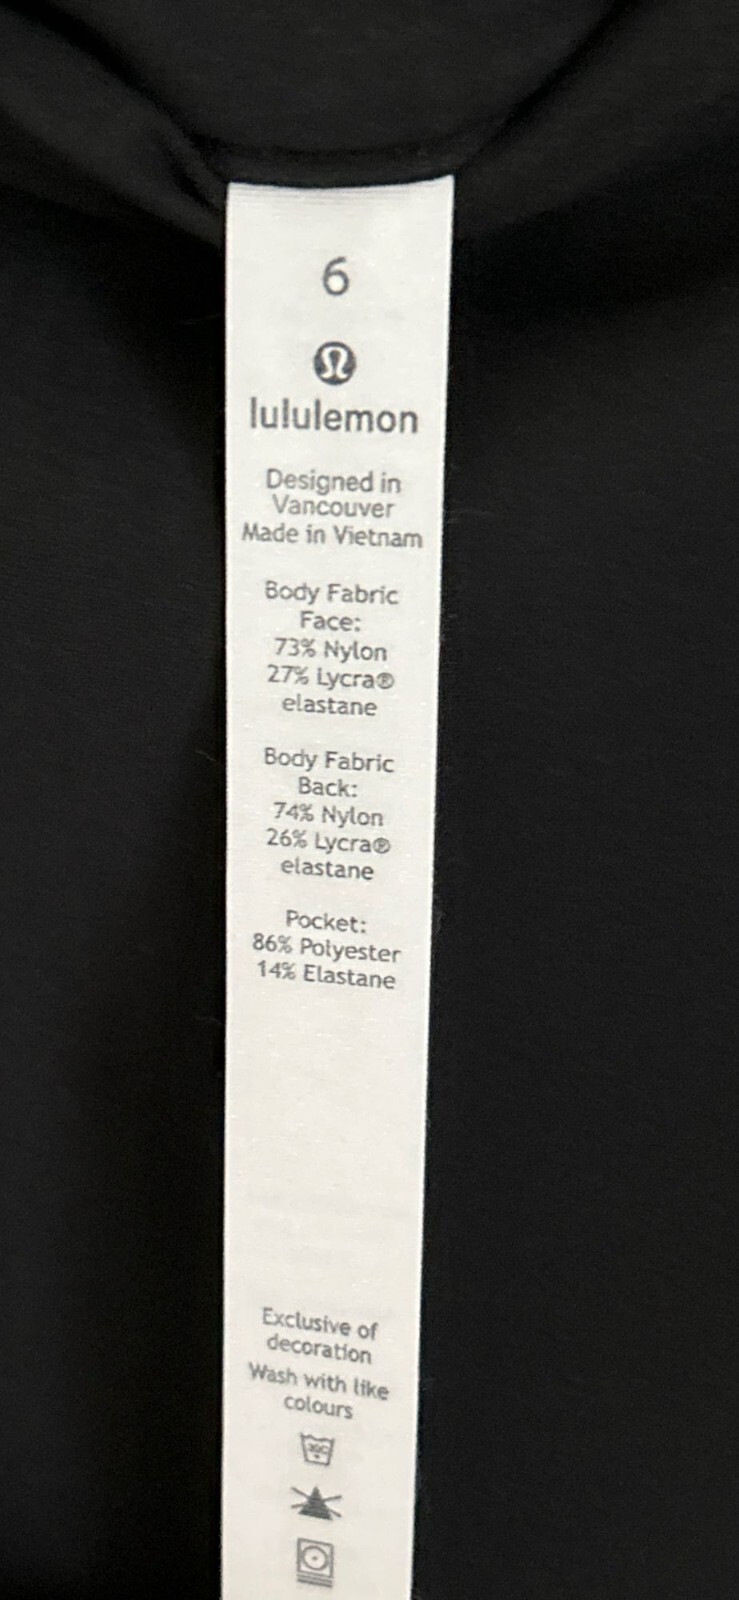 6
lululemon
Designed in
Vancouver
Made in Vietnam
Body Fabric
Face:
73% Nylon
27% Lycra®
elastane
Body Fabric
Back:
74% Nylon
26% Lycra®
elastane
Pocket:
86% Polyester
14% Elastane
Exclusive of
decoration
Wash with like
colours
30C